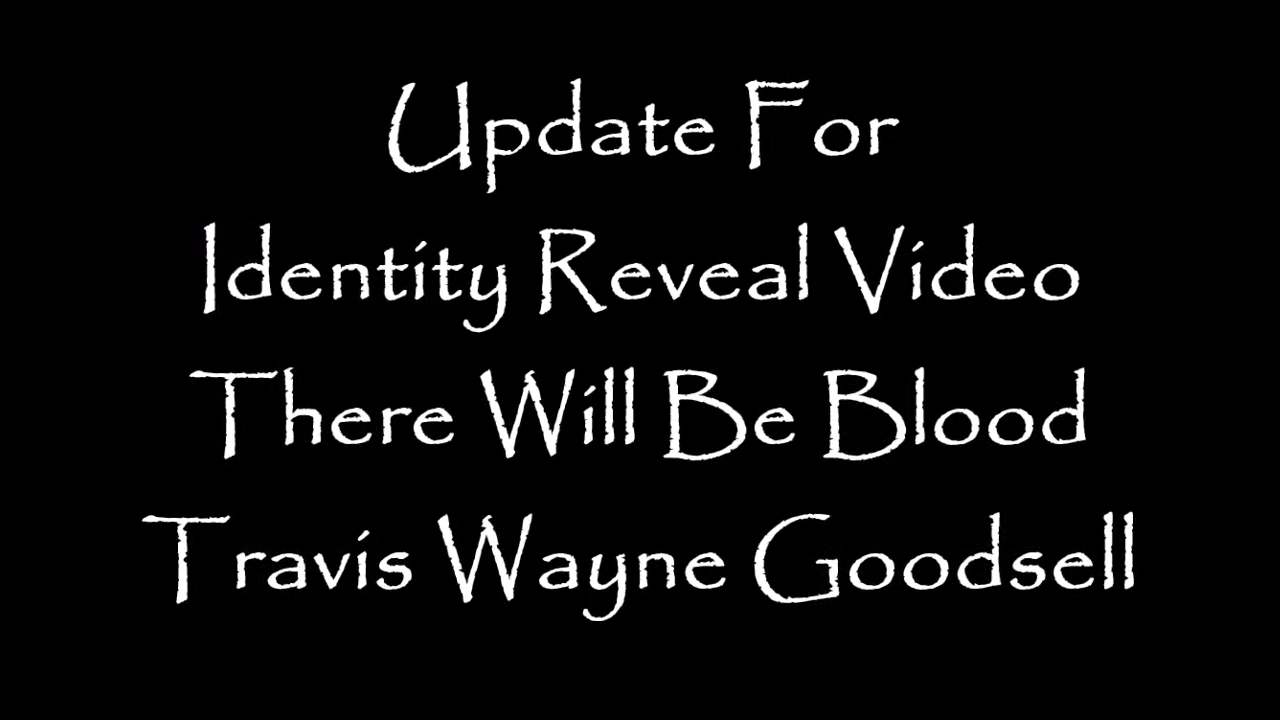 Update For
Identity Reveal Video
There Will Be Blood
Travis Wayne Goodsell